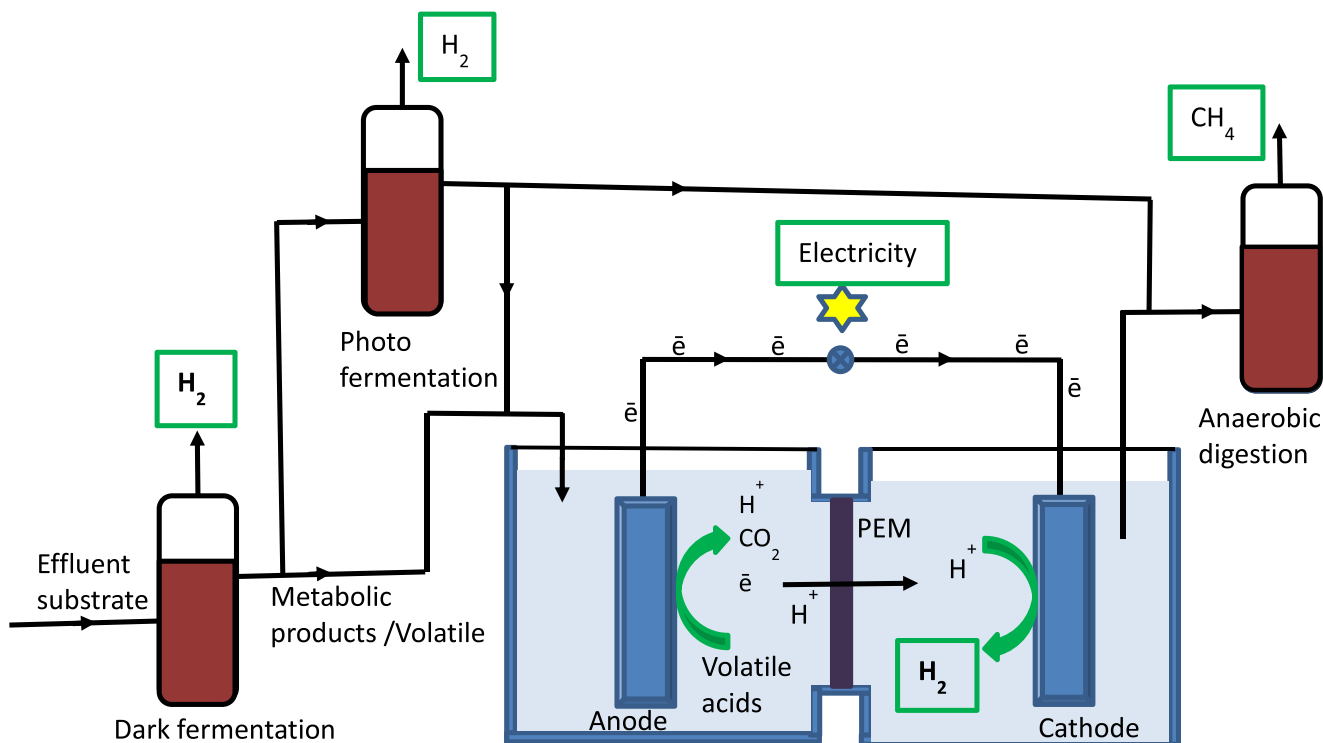 H₂
CH₄
Electricity
ē
ē
ē
ē
Photo
fermentation
H₂
ē
ē
Anaerobic
digestion
H⁺
CO₂
ē
PEM
H⁺
H⁺
Effluent
substrate
Metabolic
products /Volatile
Volatile
acids
H₂
Anode
Cathode
Dark fermentation